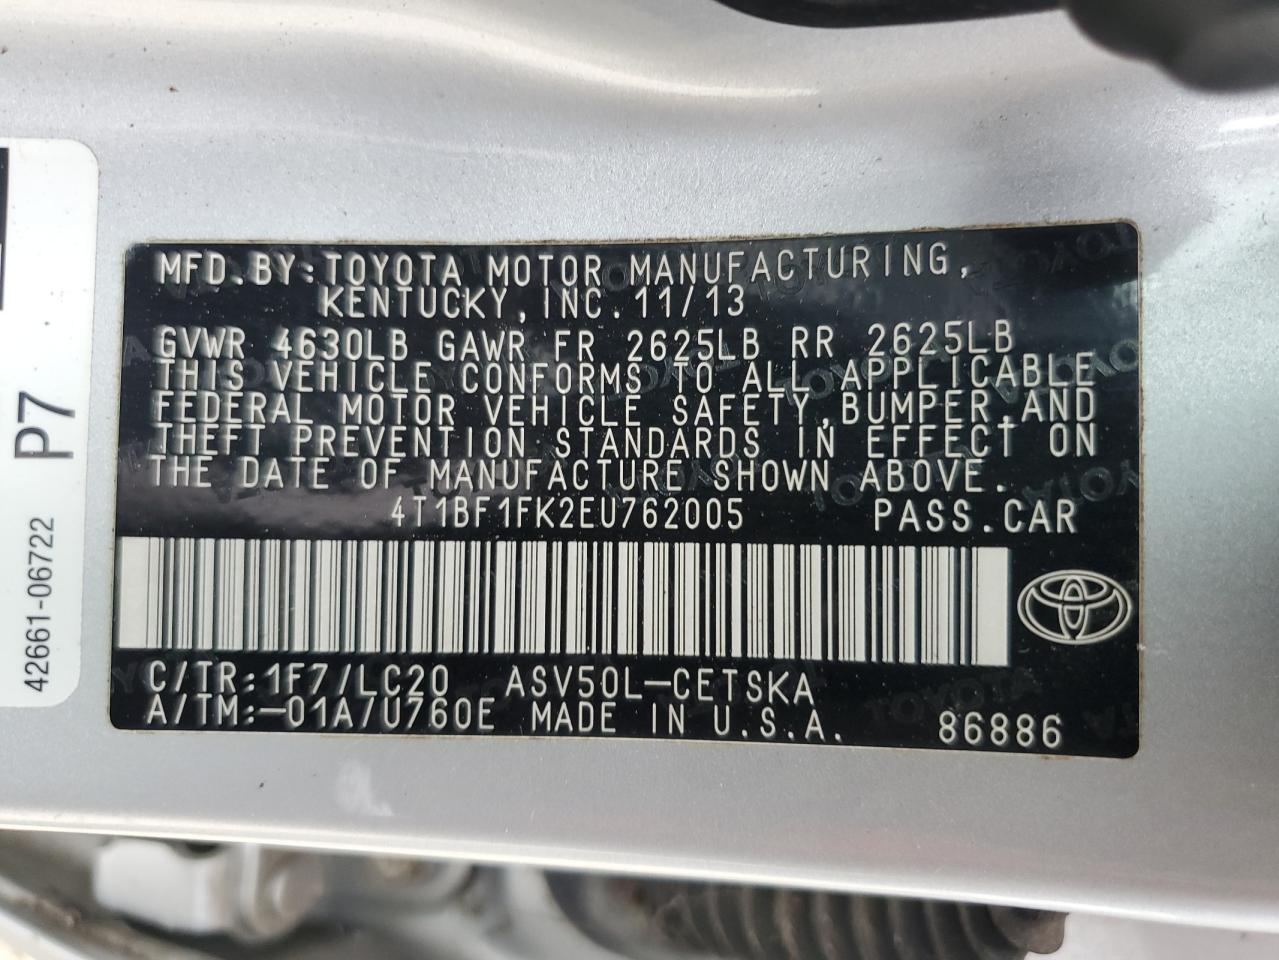 MFD.BY:TOYOTA MOTOR MANUFACTURING,
KENTUCKY,INC.11/13
GVWR 4630LB GAWR FR 2625LB RR 2625LB
THIS VEHICLE CONFORMS TO ALL APPLICABLE
FEDERAL MOTOR VEHICLE SAFETY,BUMPER,AND
THEFT PREVENTION STANDARDS IN EFFECT ON
THE DATE OF MANUFACTURE SHOWN ABOVE.
4T1BF1FK2EU762005 PASS.CAR
C/TR:1F7/LC20 ASV50L-CETSKA
A/TM:-01A/U760E MADE IN U.S.A. 86886
P7
42661-06722